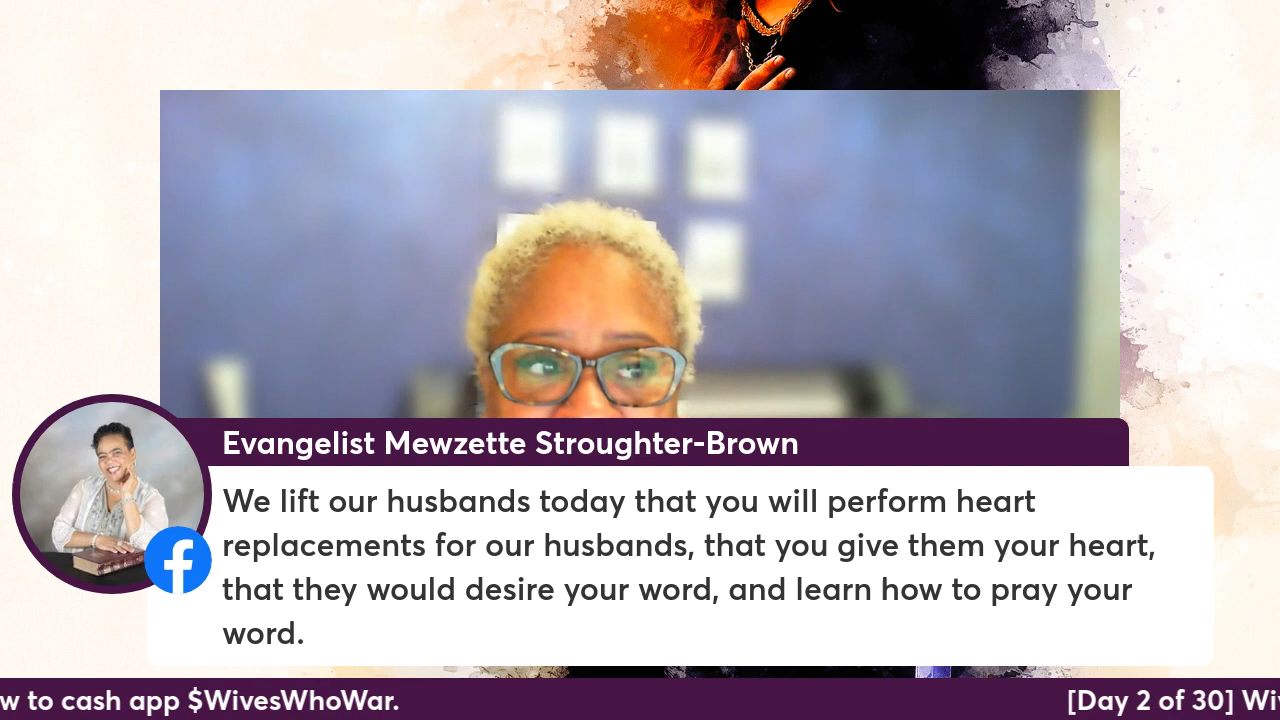 Evangelist Mewzette Stroughter-Brown
We lift our husbands today that you will perform heart
replacements for our husbands, that you give them your heart,
that they would desire your word, and learn how to pray your
word.
to cash app $WivesWhoWar.
[Day 2 of 30]